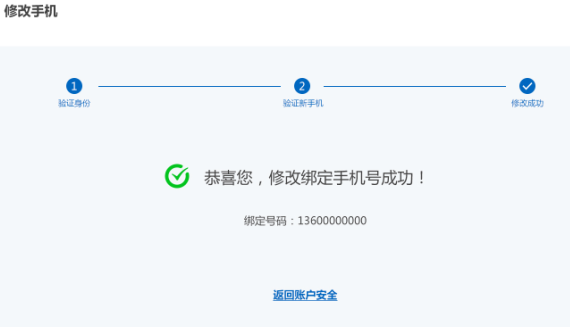 修改手机
1
2
验证身份
验证新手机
修改成功
恭喜您，修改绑定手机号成功！
绑定号码：13600000000
返回账户安全